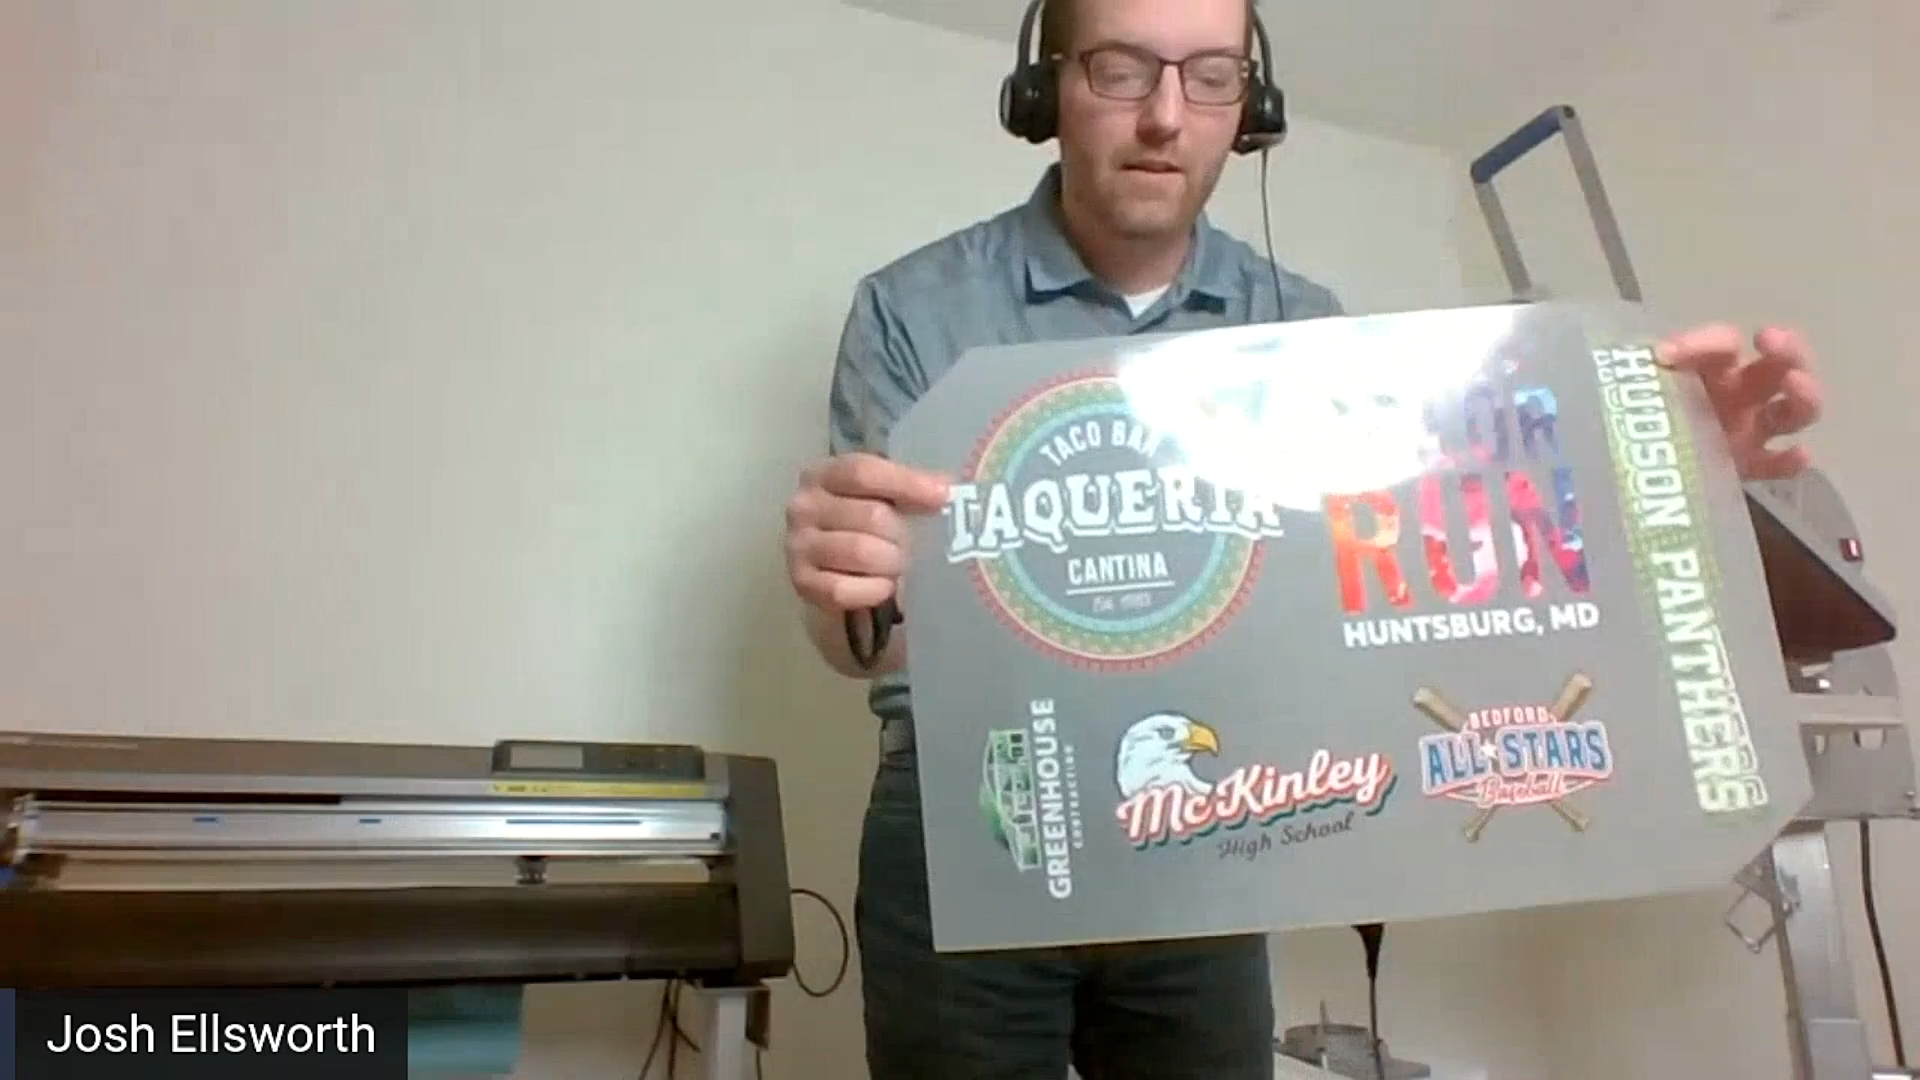 TACO BAR
TAQUERIA
CANTINA
RUN
HUNTSBURG, MD
HUDSON PANTHERS
GREENHOUSE
CONTRACTING
McKinley
High School
BEDFORD
ALL STARS
Baseball
Josh Ellsworth